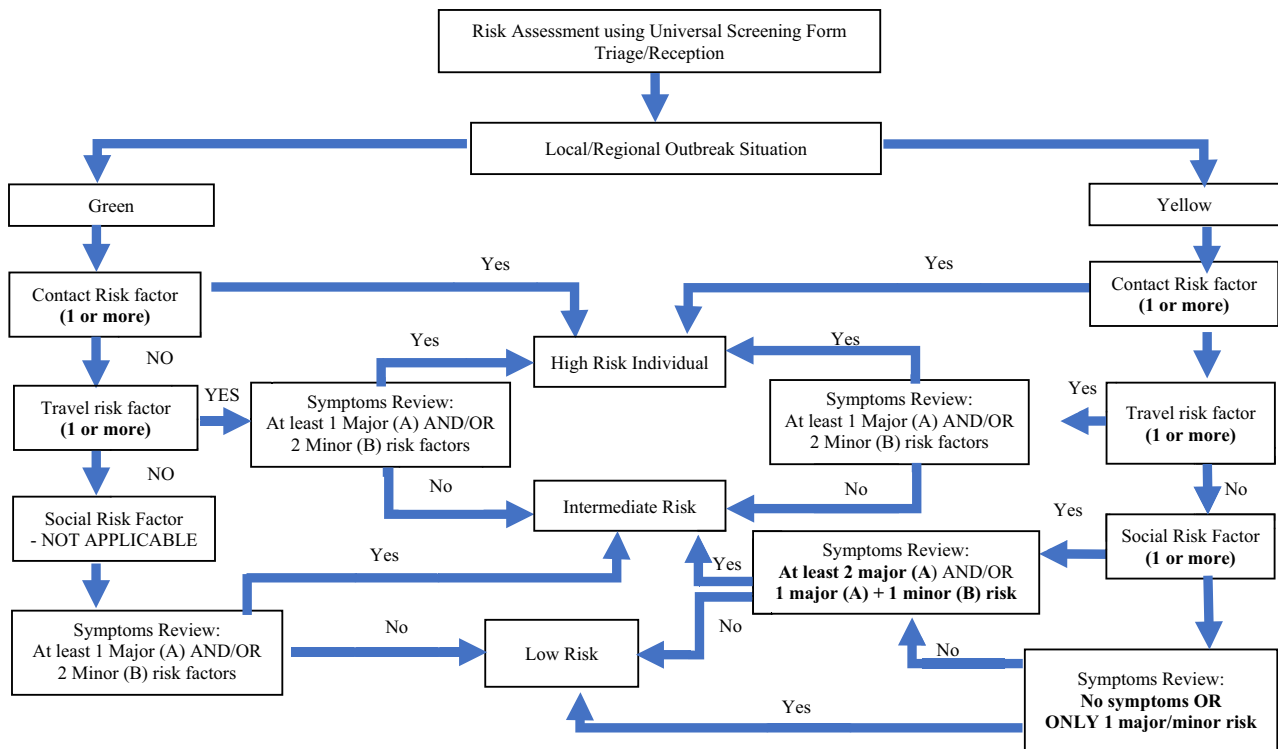 Risk Assessment using Universal Screening Form
Triage/Reception
Local/Regional Outbreak Situation
Green
Yellow
Yes
Yes
Contact Risk factor
(1 or more)
Contact Risk factor
(1 or more)
NO
Yes
High Risk Individual
Yes
Travel risk factor
(1 or more)
YES
Symptoms Review:
At least 1 Major (A) AND/OR
2 Minor (B) risk factors
Symptoms Review:
At least 1 Major (A) AND/OR
2 Minor (B) risk factors
Yes
Travel risk factor
(1 or more)
NO
No
Intermediate Risk
No
No
Social Risk Factor
- NOT APPLICABLE
Yes
Yes
Symptoms Review:
At least 2 major (A) AND/OR
1 major (A) + 1 minor (B) risk
Yes
Social Risk Factor
(1 or more)
Symptoms Review:
At least 1 Major (A) AND/OR
2 Minor (B) risk factors
No
Low Risk
No
No
Yes
Symptoms Review:
No symptoms OR
ONLY 1 major/minor risk